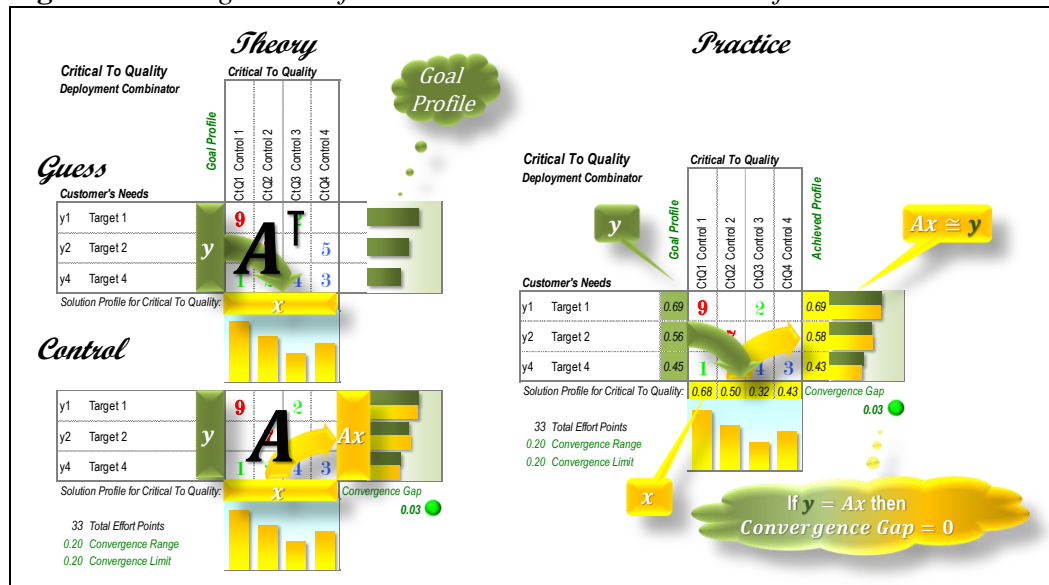 Theory
Critical To Quality
Deployment Combinator
Critical To Quality
Goal Profile
CtQ1 Control 1
CtQ2 Control 2
CtQ3 Control 3
CtQ4 Control 4
Goal
Profile
Guess
Customer's Needs
y1 Target 1
9
y2 Target 2
5
y4 Target 4
1 4 3
y
A^T
Solution Profile for Critical To Quality:
x
Control
y1 Target 1
9 2
y2 Target 2
y4 Target 4
1 4 3
y
A
Ax
Solution Profile for Critical To Quality:
x
Convergence Gap
0.03
33 Total Effort Points
0.20 Convergence Range
0.20 Convergence Limit
Practice
Critical To Quality
Deployment Combinator
Critical To Quality
y
Goal Profile
CtQ1 Control 1
CtQ2 Control 2
CtQ3 Control 3
CtQ4 Control 4
Achieved Profile
Ax ≅ y
Customer's Needs
y1 Target 1 0.69 9 2 0.69
y2 Target 2 0.56 0.58
y4 Target 4 0.45 1 4 3 0.43
Solution Profile for Critical To Quality: 0.68 0.50 0.32 0.43 Convergence Gap
0.03
33 Total Effort Points
0.20 Convergence Range
0.20 Convergence Limit
x
If y = Ax then
Convergence Gap = 0